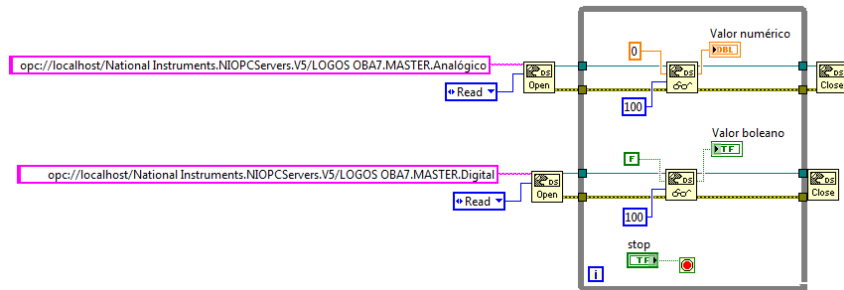 Valor numérico
0
DBL
opc://localhost/National Instruments.NIOPCServers.V5/LOGOS OBA7.MASTER.Analógico
DS
Open
DS
DS
Close
Read
100
Valor boleano
TF
F
opc://localhost/National Instruments.NIOPCServers.V5/LOGOS OBA7.MASTER.Digital
DS
Open
DS
DS
Close
Read
100
stop
TF
i